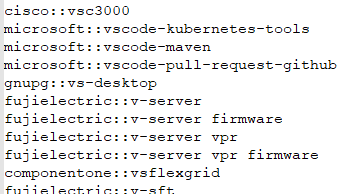 cisco::vsc3000
microsoft::vscode-kubernetes-tools
microsoft::vscode-maven
microsoft::vscode-pull-request-github
gnupg::vs-desktop
fujielectric::v-server
fujielectric::v-server firmware
fujielectric::v-server vpr
fujielectric::v-server vpr firmware
componentone::vsflexgrid
fujielectric::v-sft